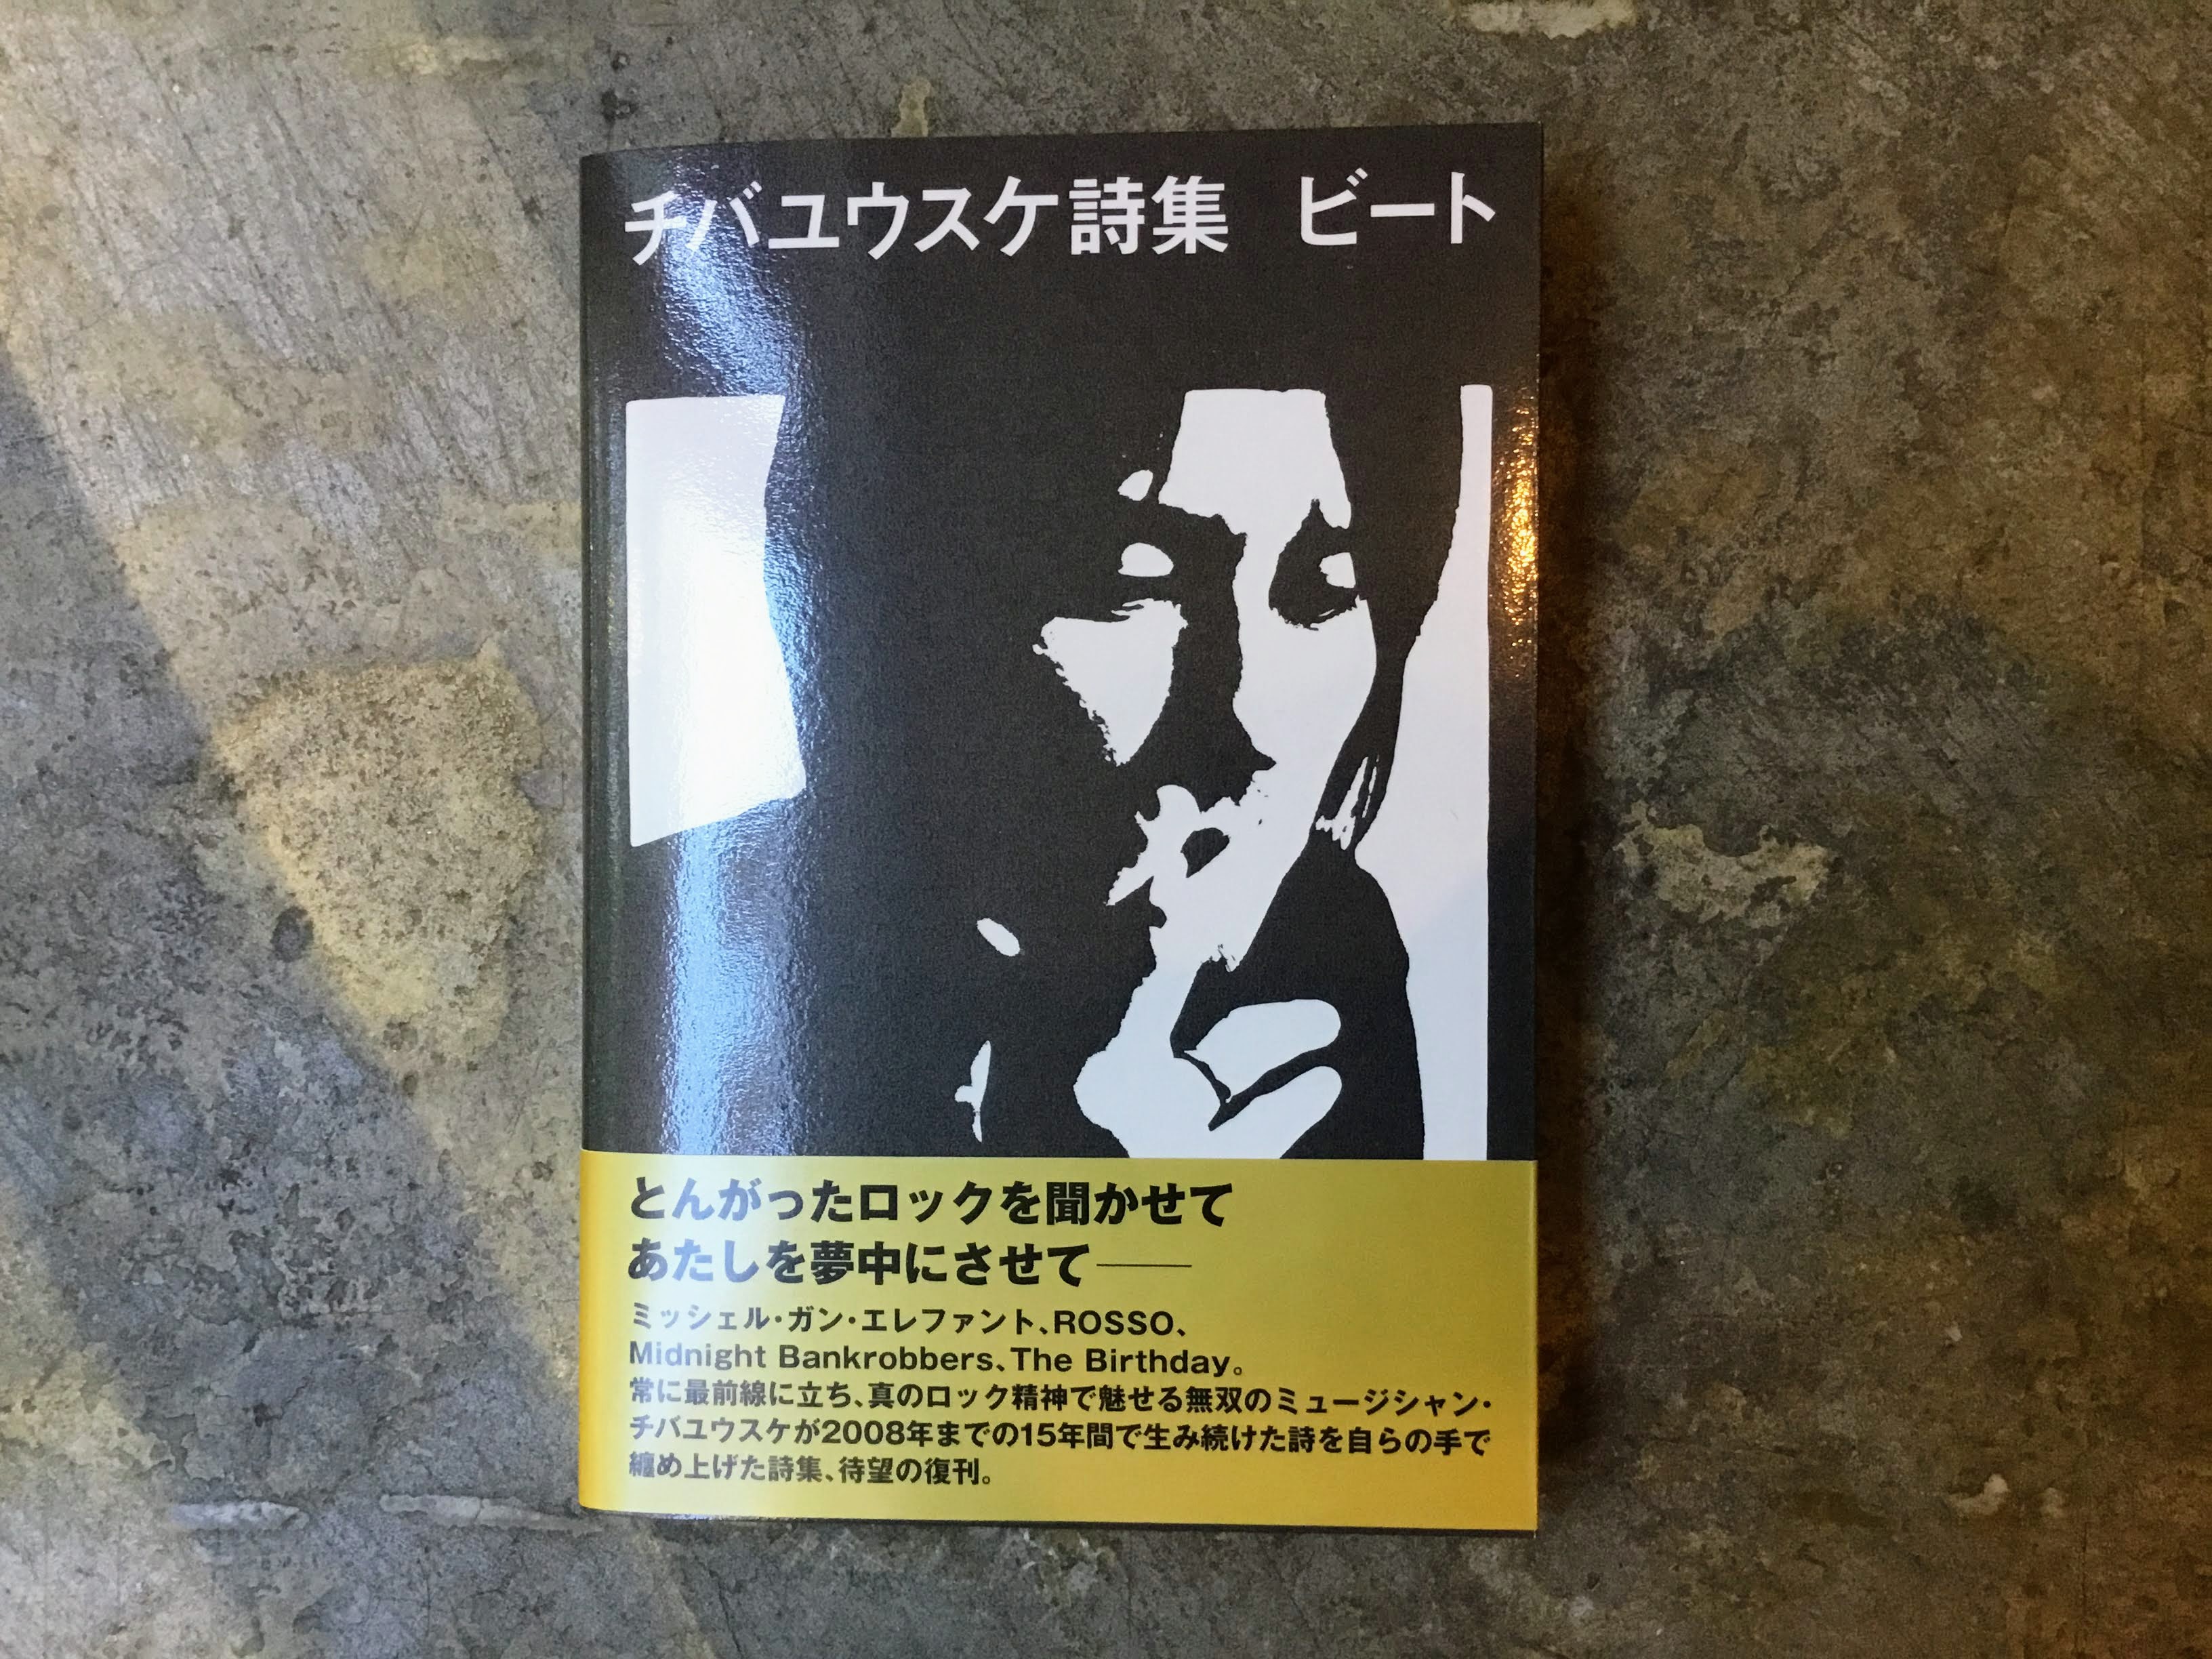 チバユウスケ詩集 ビート
とんがったロックを聞かせて
あたしを夢中にさせて――
ミッシェル・ガン・エレファント、ROSSO、
Midnight Bankrobbers、The Birthday。
常に最前線に立ち、真のロック精神で魅せる無双のミュージシャン・
チバユウスケが2008年までの15年間で生み続けた詩を自らの手で
纏め上げた詩集、待望の復刊。